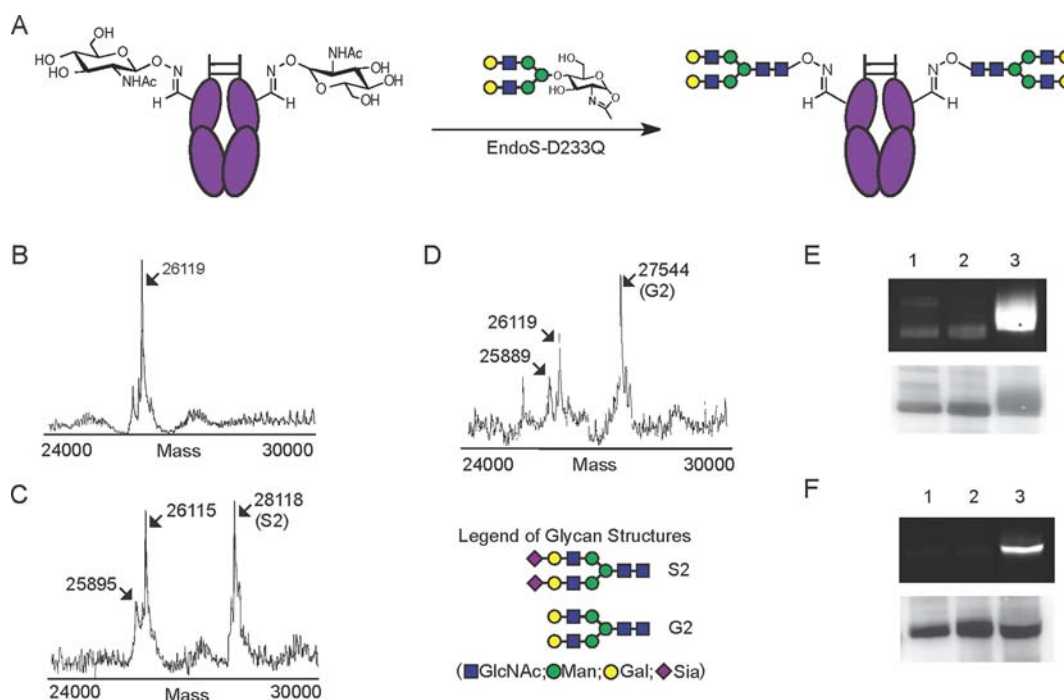 A
OH
HO
O
HO
NHAc
O
N
H
NHAc
O
N
H
O
OH
OH
OH
HO
O
HO
O
N
EndoS-D233Q
O
N
H
N
O
H
B
26119
24000 Mass 30000
C
26115
28118
(S2)
25895
24000 Mass 30000
D
27544
(G2)
26119
25889
24000 Mass 30000
Legend of Glycan Structures
S2
G2
(GlcNAc;Man;Gal;Sia)
E
1 2 3
F
1 2 3